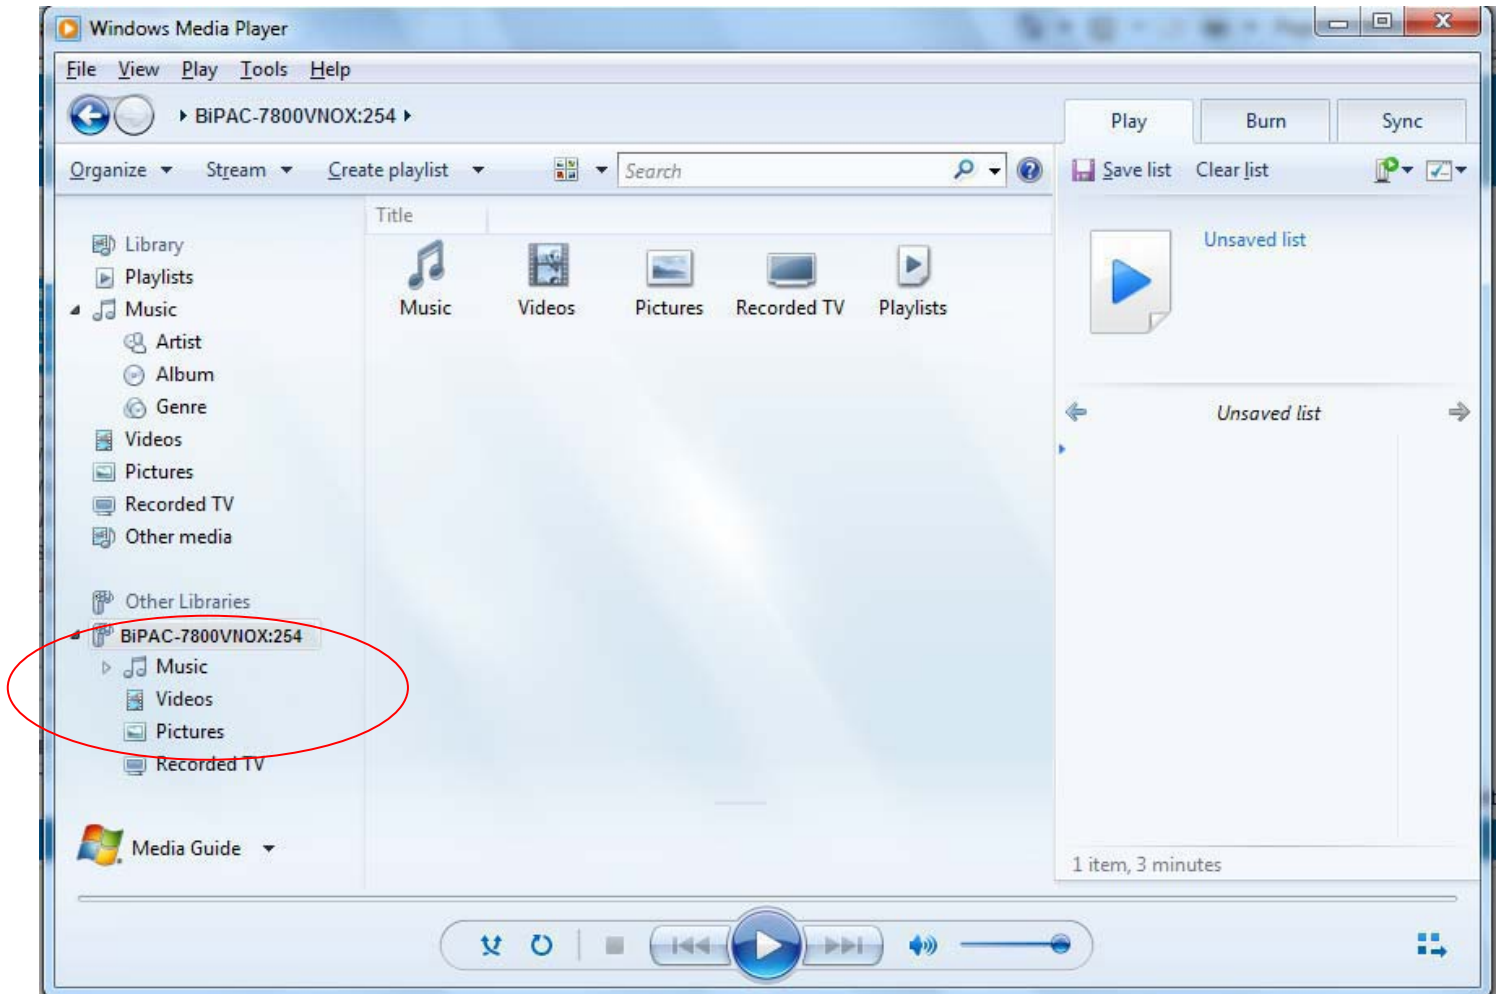 Windows Media Player
File View Play Tools Help
BiPAC-7800VNOX:254
Play Burn Sync
Organize Stream Create playlist Search Save list Clear list
Title
Library
Playlists
Music
Artist
Album
Genre
Videos
Pictures
Recorded TV
Other media
Other Libraries
BiPAC-7800VNOX:254
Music
Videos
Pictures
Recorded TV
Media Guide
Music Videos Pictures Recorded TV Playlists
Unsaved list
Unsaved list
1 item, 3 minutes